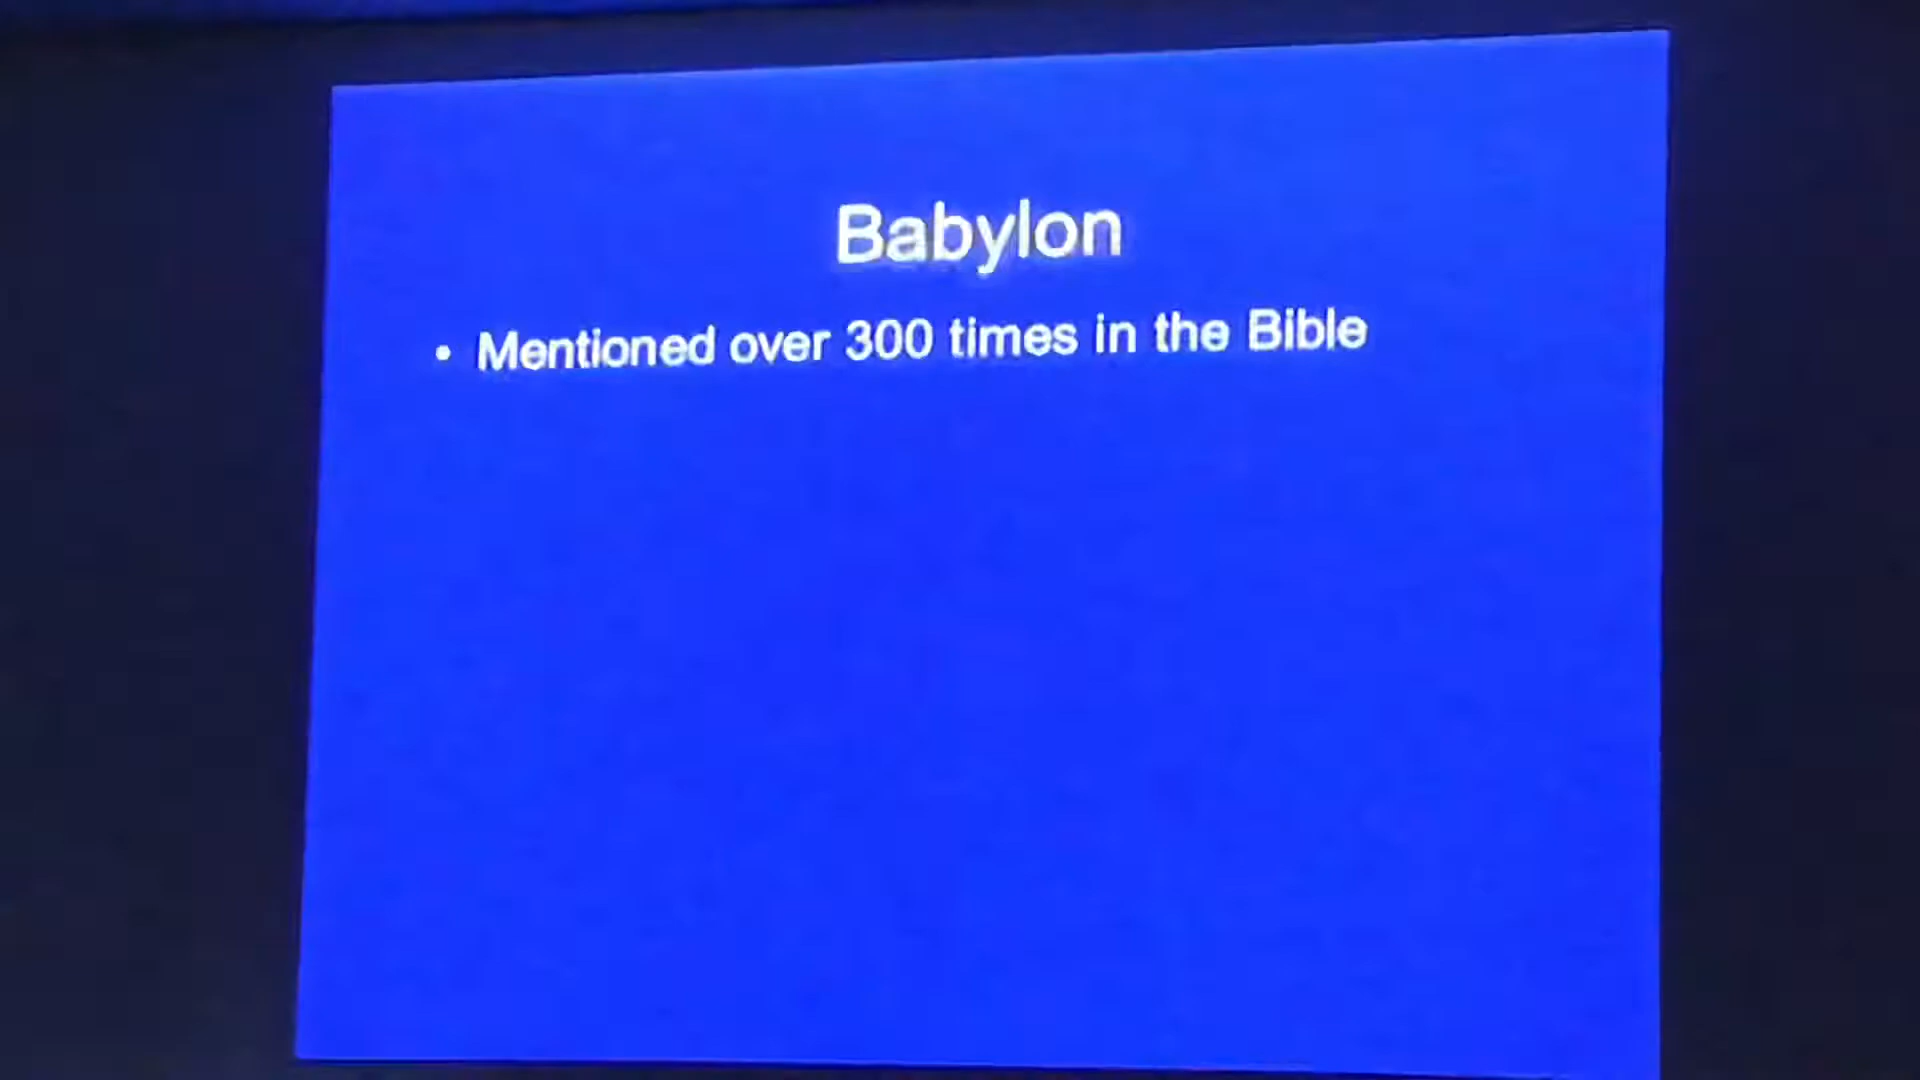 Babylon
• Mentioned over 300 times in the Bible